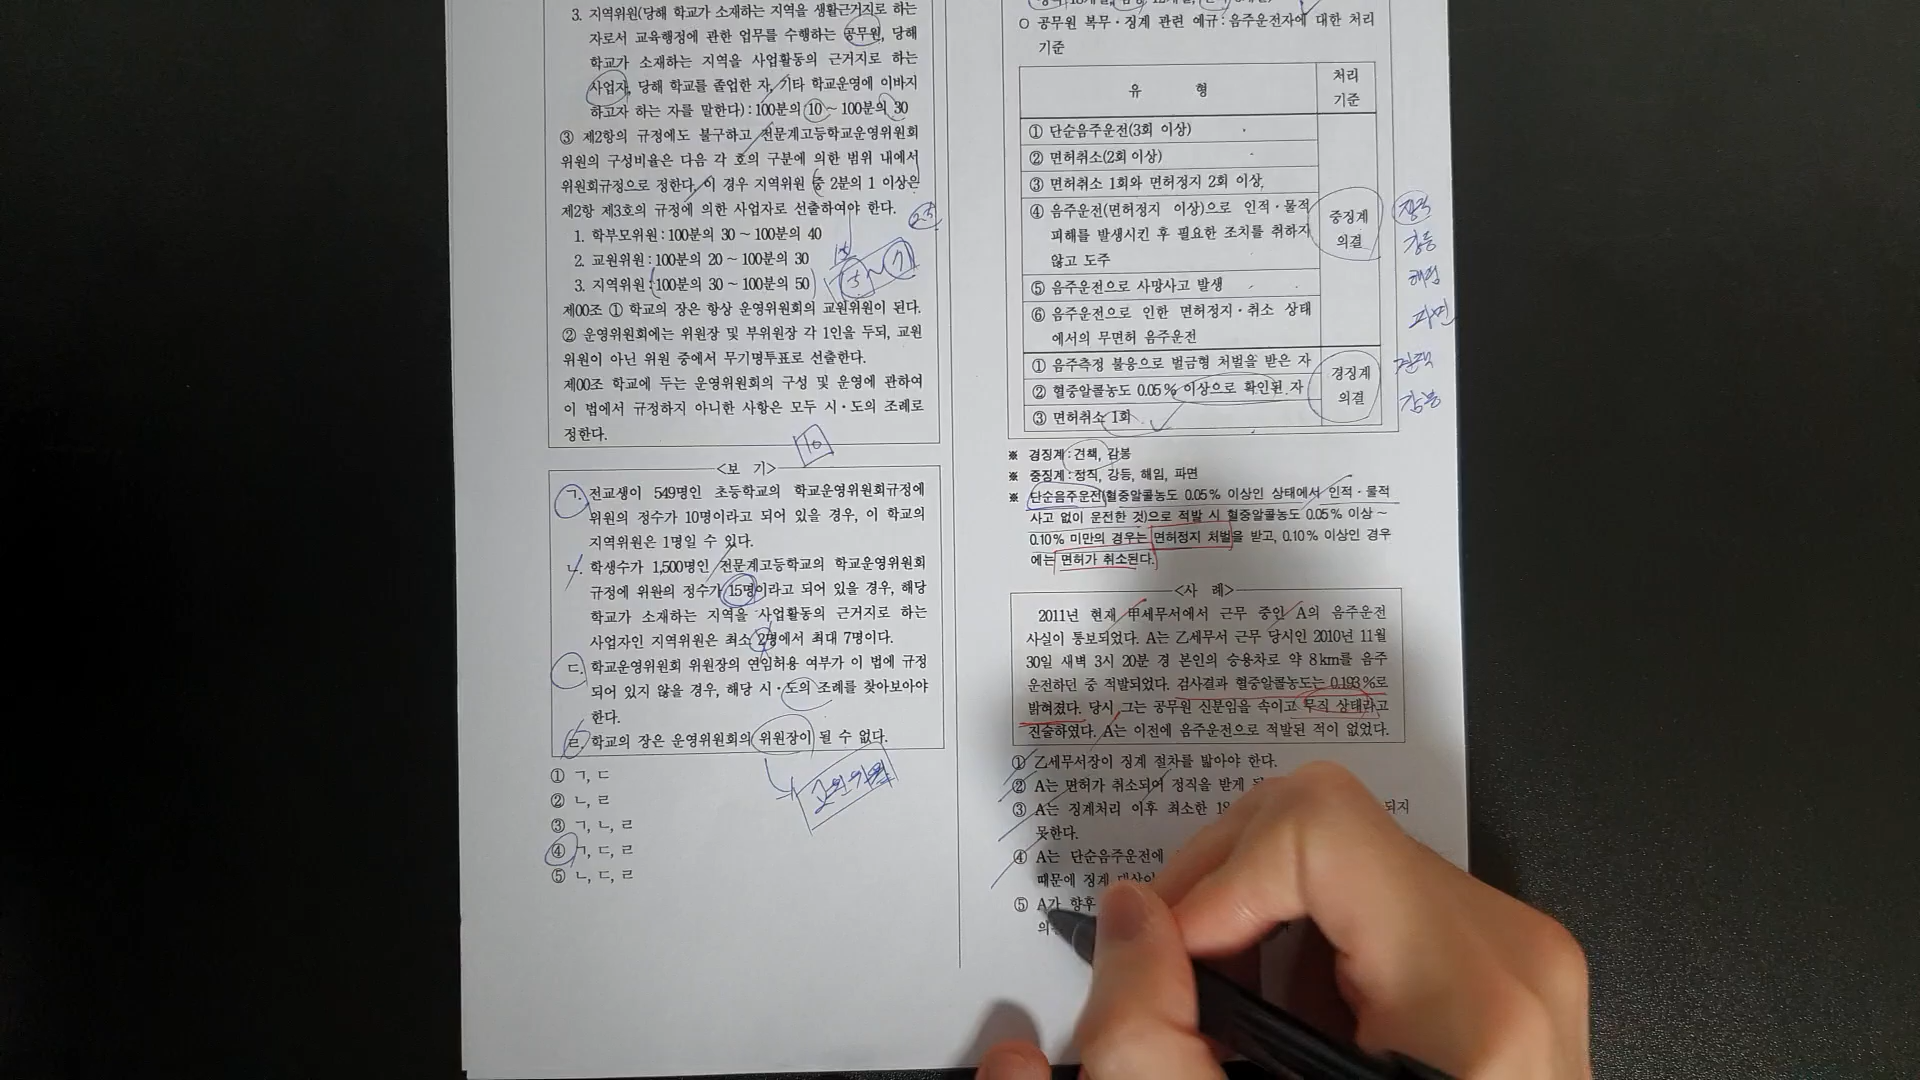 3. 지역위원(당해 학교가 소재하는 지역을 생활근거지로 하는
자로서 교육행정에 관한 업무를 수행하는 공무원, 당해
학교가 소재하는 지역을 사업활동의 근거지로 하는
사업자, 당해 학교를 졸업한 자, 기타 학교운영에 이바지
하고자 하는 자를 말한다) : 100분의 10 ~ 100분의 30
③ 제2항의 규정에도 불구하고 전문계고등학교운영위원회
위원의 구성비율은 다음 각 호의 구분에 의한 범위 내에서
위원회규정으로 정한다. 이 경우 지역위원 중 2분의 1 이상은
제2항 제3호의 규정에 의한 사업자로 선출하여야 한다.
1. 학부모위원 : 100분의 30 ~ 100분의 40
2. 교원위원 : 100분의 20 ~ 100분의 30
3. 지역위원 : 100분의 30 ~ 100분의 50
제00조 ① 학교의 장은 항상 운영위원회의 교원위원이 된다.
② 운영위원회에는 위원장 및 부위원장 각 1인을 두되, 교원
위원이 아닌 위원 중에서 무기명투표로 선출한다.
제00조 학교에 두는 운영위원회의 구성 및 운영에 관하여
이 법에서 규정하지 아니한 사항은 모두 시·도의 조례로
정한다.
10
<보 기>
ㄱ. 전교생이 549명인 초등학교의 학교운영위원회규정에
위원의 정수가 10명이라고 되어 있을 경우, 이 학교의
지역위원은 1명일 수 있다.
ㄴ. 학생수가 1,500명인 전문계고등학교의 학교운영위원회
규정에 위원의 정수가 15명이라고 되어 있을 경우, 해당
학교가 소재하는 지역을 사업활동의 근거지로 하는
사업자인 지역위원은 최소 2명에서 최대 7명이다.
ㄷ. 학교운영위원회 위원장의 연임허용 여부가 이 법에 규정
되어 있지 않을 경우, 해당 시·도의 조례를 찾아보아야
한다.
ㄹ. 학교의 장은 운영위원회의 위원장이 될 수 없다.
교원위원
① ㄱ, ㄷ
② ㄴ, ㄹ
③ ㄱ, ㄴ, ㄹ
④ ㄱ, ㄷ, ㄹ
⑤ ㄴ, ㄷ, ㄹ
○ 공무원 복무·징계 관련 예규 : 음주운전자에 대한 처리
기준
유 형
처리
기준
① 단순음주운전(3회 이상)
② 면허취소(2회 이상)
③ 면허취소 1회와 면허정지 2회 이상
④ 음주운전(면허정지 이상)으로 인적·물적
피해를 발생시킨 후 필요한 조치를 취하지
않고 도주
⑤ 음주운전으로 사망사고 발생
⑥ 음주운전으로 인한 면허정지·취소 상태
에서의 무면허 음주운전
중징계
의결
정직
강등
해임
파면
① 음주측정 불응으로 벌금형 처벌을 받은 자
② 혈중알콜농도 0.05% 이상으로 확인된 자
③ 면허취소 1회
경징계
의결
견책
감봉
※ 경징계 : 견책, 감봉
※ 중징계 : 정직, 강등, 해임, 파면
※ 단순음주운전(혈중알콜농도 0.05% 이상인 상태에서 인적·물적
사고 없이 운전한 것)으로 적발 시 혈중알콜농도 0.05% 이상 ~
0.10% 미만의 경우는 면허정지 처벌을 받고, 0.10% 이상인 경우
에는 면허가 취소된다.
<사 례>
2011년 현재 甲세무서에서 근무 중인 A의 음주운전
사실이 통보되었다. A는 乙세무서 근무 당시인 2010년 11월
30일 새벽 3시 20분 경 본인의 승용차로 약 8km를 음주
운전하던 중 적발되었다. 검사결과 혈중알콜농도는 0.193%로
밝혀졌다. 당시 그는 공무원 신분임을 속이고 무직 상태라고
진술하였다. A는 이전에 음주운전으로 적발된 적이 없었다.
① 乙세무서장이 징계 절차를 밟아야 한다.
② A는 면허가 취소되어 정직을 받게
③ A는 징계처리 이후 최소한 되지
못한다.
④ A는 단순음주운전에
때문에 징계
⑤ A가 향후